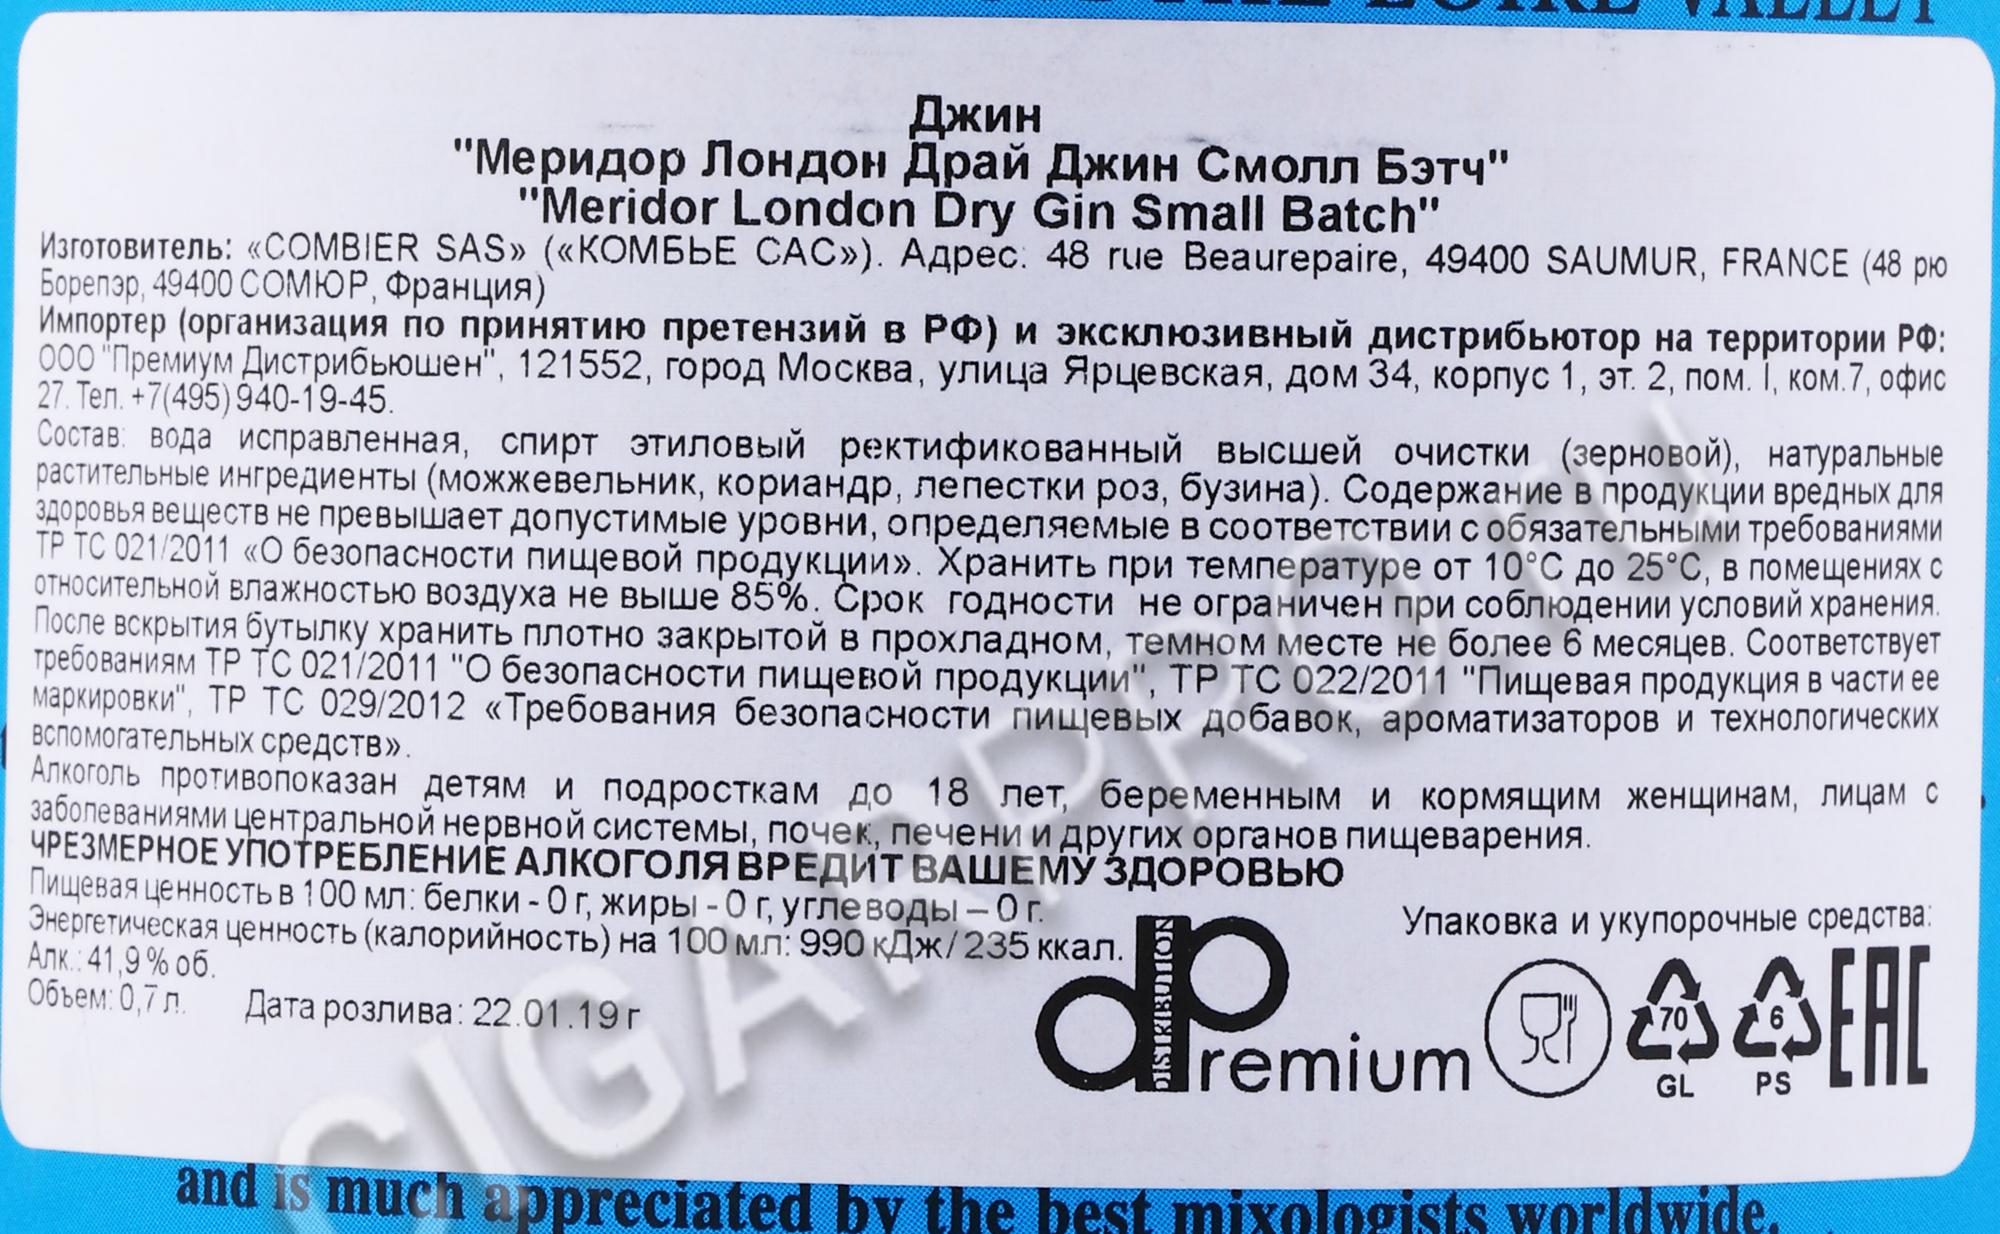 VALLEY
Джин
"Меридор Лондон Драй Джин Смолл Бэтч"
"Meridor London Dry Gin Small Batch"
Изготовитель: «COMBIER SAS» («КОМБЬЕ САС»). Адрес: 48 rue Beaurepaire, 49400 SAUMUR, FRANCE (48 рю
Борепэр, 49400 СОМЮР, Франция)
Импортер (организация по принятию претензий в РФ) и эксклюзивный дистрибьютор на территории РФ:
ООО "Премиум Дистрибьюшен", 121552, город Москва, улица Ярцевская, дом 34, корпус 1, эт. 2, пом. I, ком.7, офис
27. Тел. +7(495) 940-19-45.
Состав: вода исправленная, спирт этиловый ректификованный высшей очистки (зерновой), натуральные
растительные ингредиенты (можжевельник, кориандр, лепестки роз, бузина). Содержание в продукции вредных для
здоровья веществ не превышает допустимые уровни, определяемые в соответствии с обязательными требованиями
ТР ТС 021/2011 «О безопасности пищевой продукции». Хранить при температуре от 10°С до 25°С, в помещениях с
относительной влажностью воздуха не выше 85%. Срок годности не ограничен при соблюдении условий хранения.
После вскрытия бутылку хранить плотно закрытой в прохладном, темном месте не более 6 месяцев. Соответствует
требованиям ТР ТС 021/2011 "О безопасности пищевой продукции", ТР ТС 022/2011 "Пищевая продукция в части ее
маркировки", ТР ТС 029/2012 «Требования безопасности пищевых добавок, ароматизаторов и технологических
вспомогательных средств».
Алкоголь противопоказан детям и подросткам до 18 лет, беременным и кормящим женщинам, лицам с
заболеваниями центральной нервной системы, почек, печени и других органов пищеварения.
ЧРЕЗМЕРНОЕ УПОТРЕБЛЕНИЕ АЛКОГОЛЯ ВРЕДИТ ВАШЕМУ ЗДОРОВЬЮ
Пищевая ценность в 100 мл: белки - 0 г, жиры - 0 г, углеводы – 0 г.
Энергетическая ценность (калорийность) на 100 мл: 990 кДж/ 235 ккал.
Алк.: 41,9 % об.
Объем: 0,7 л. Дата розлива: 22.01.19 г
dPremium
DISTRIBUTION
Упаковка и укупорочные средства:
70
GL
6
PS
EAC
CIGARPRO.ru
and is much appreciated by the best mixologists worldwide.